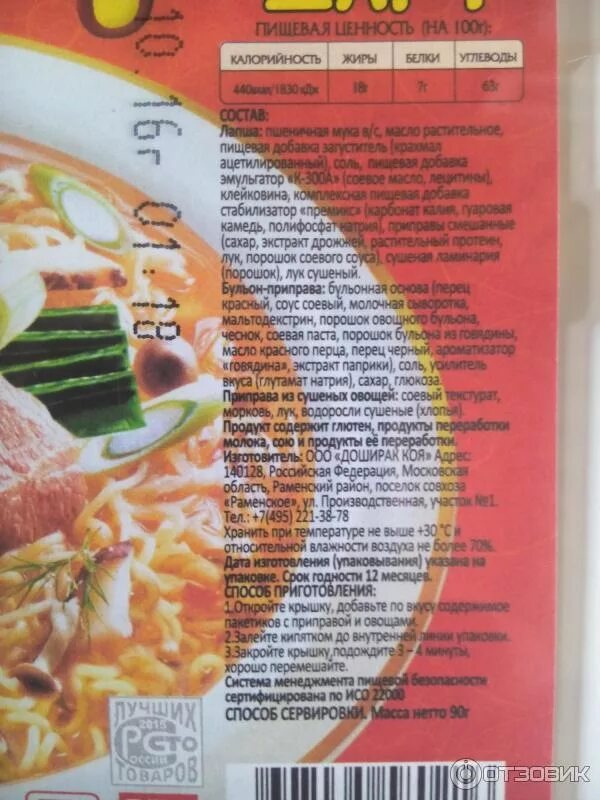 ПИЩЕВАЯ ЦЕННОСТЬ (НА 100г):
КАЛОРИЙНОСТЬ ЖИРЫ БЕЛКИ УГЛЕВОДЫ
440ккал/1830 кДж 18г 7г 63г
СОСТАВ:
Лапша: пшеничная мука в/с, масло растительное,
пищевая добавка загуститель (крахмал
ацетилированный), соль, пищевая добавка
эмульгатор «К-300А» (соевое масло, лецитины),
клейковина, комплексная пищевая добавка
стабилизатор «премикс» (карбонат калия, гуаровая
камедь, полифосфат натрия), приправы смешанные
(сахар, экстракт дрожжей, растительный протеин,
лук, порошок соевого соуса), сушеная ламинария
(порошок), лук сушеный.
Бульон-приправа: бульонная основа (перец
красный, соус соевый, молочная сыворотка,
мальтодекстрин, порошок овощного бульона,
чеснок, соевая паста, порошок бульона из говядины,
масло красного перца, перец черный, ароматизатор
«говядина», экстракт паприки), соль, усилитель
вкуса (глутамат натрия), сахар, глюкоза.
Приправа из сушеных овощей: соевый текстурат,
морковь, лук, водоросли сушеные (хлопья).
Продукт содержит глютен, продукты переработки
молока, сою и продукты её переработки.
Изготовитель: ООО «ДОШИРАК КОЯ» Адрес:
140128, Российская Федерация, Московская
область, Раменский район, поселок совхоза
«Раменское», ул. Производственная, участок №1.
Тел.: +7(495) 221-38-78
Хранить при температуре не выше +30 °C и
относительной влажности воздуха не более 70%.
Дата изготовления (упаковывания) указана на
упаковке. Срок годности 12 месяцев.
СПОСОБ ПРИГОТОВЛЕНИЯ:
1.Откройте крышку, добавьте по вкусу содержимое
пакетиков с приправой и овощами.
2.Залейте кипятком до внутренней линии упаковки.
3.Закройте крышку,подождите 3 – 4 минуты,
хорошо перемешайте.
Система менеджмента пищевой безопасности
сертифицирована по ИСО 22000
СПОСОБ СЕРВИРОВКИ. Масса нетто 90г
ЛУЧШИХ
2015
РОССИИ
ТОВАРОВ
ОТЗОВИК